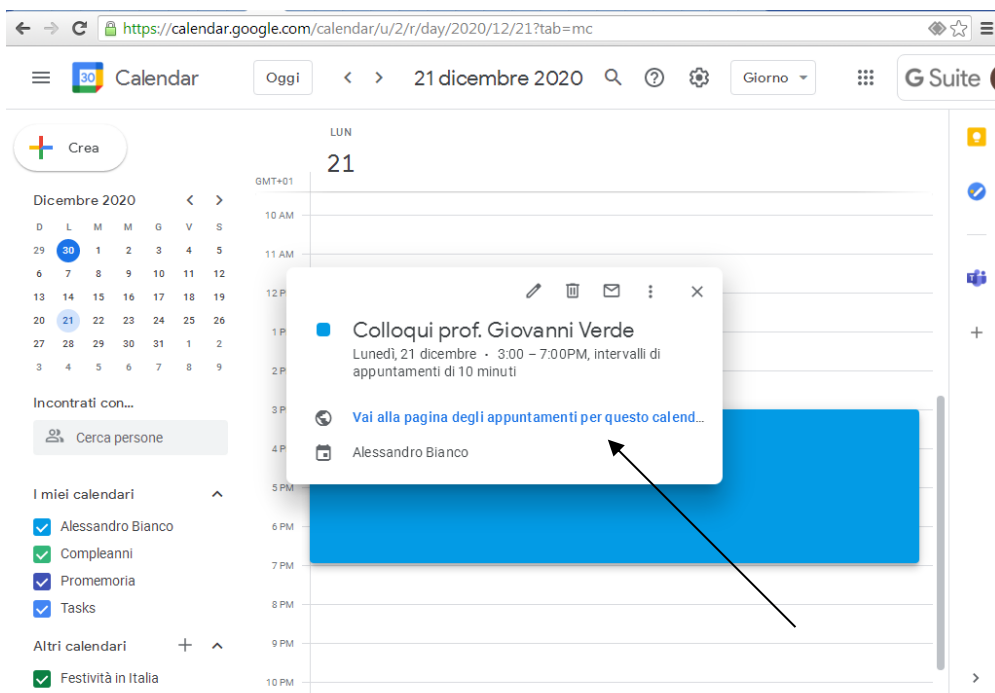 https://calendar.google.com/calendar/u/2/r/day/2020/12/21?tab=mc
30 Calendar Oggi 21 dicembre 2020 Giorno G Suite
Crea
LUN
21
GMT+01
Dicembre 2020
D L M M G V S
29 30 1 2 3 4 5
6 7 8 9 10 11 12
13 14 15 16 17 18 19
20 21 22 23 24 25 26
27 28 29 30 31 1 2
3 4 5 6 7 8 9
Incontrati con...
Cerca persone
I miei calendari
Alessandro Bianco
Compleanni
Promemoria
Tasks
Altri calendari
Festività in Italia
10 AM
11 AM
12 P
1 P
2 P
3 P
4 P
5 PM
6 PM
7 PM
8 PM
9 PM
10 PM
Colloqui prof. Giovanni Verde
Lunedì, 21 dicembre · 3:00 – 7:00PM, intervalli di
appuntamenti di 10 minuti
Vai alla pagina degli appuntamenti per questo calend...
Alessandro Bianco